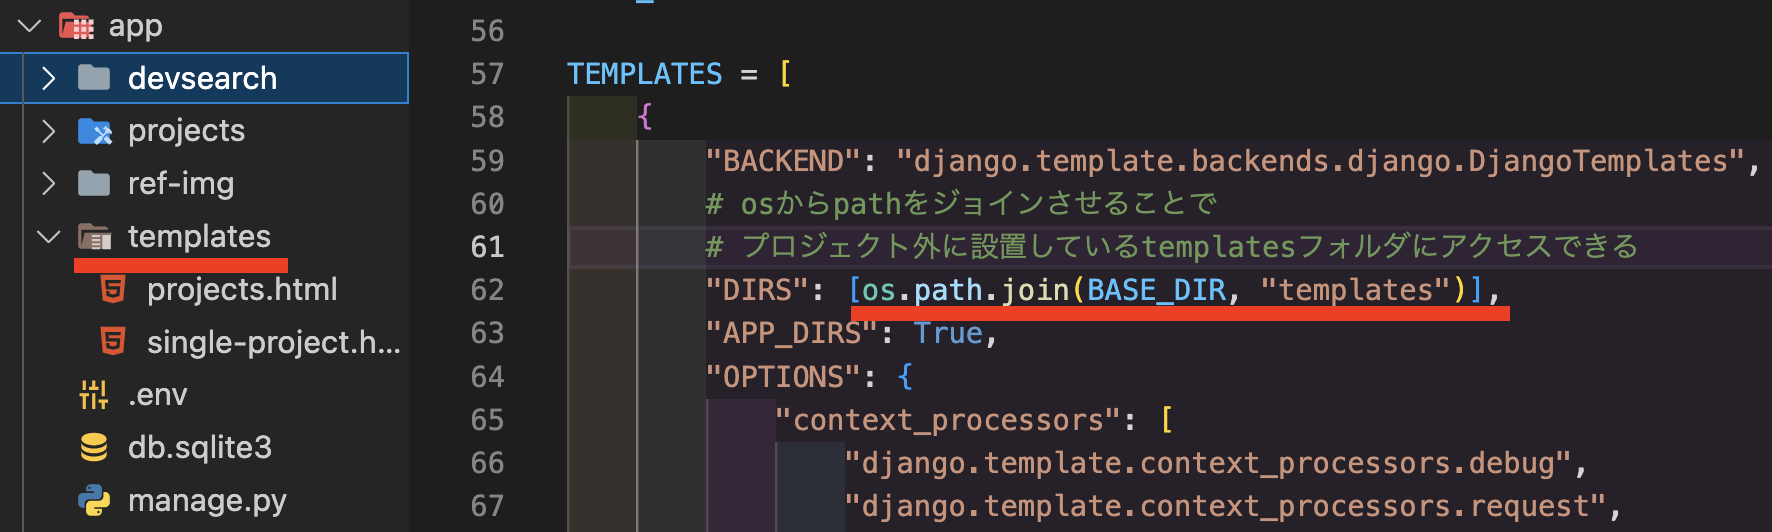 app
devsearch
projects
ref-img
templates
projects.html
single-project.h...
.env
db.sqlite3
manage.py
56
57 TEMPLATES = [
58 {
59 "BACKEND": "django.template.backends.django.DjangoTemplates",
60 # osからpathをジョインさせることで
61 # プロジェクト外に設置しているtemplatesフォルダにアクセスできる
62 "DIRS": [os.path.join(BASE_DIR, "templates")],
63 "APP_DIRS": True,
64 "OPTIONS": {
65 "context_processors": [
66 "django.template.context_processors.debug",
67 "django.template.context_processors.request",